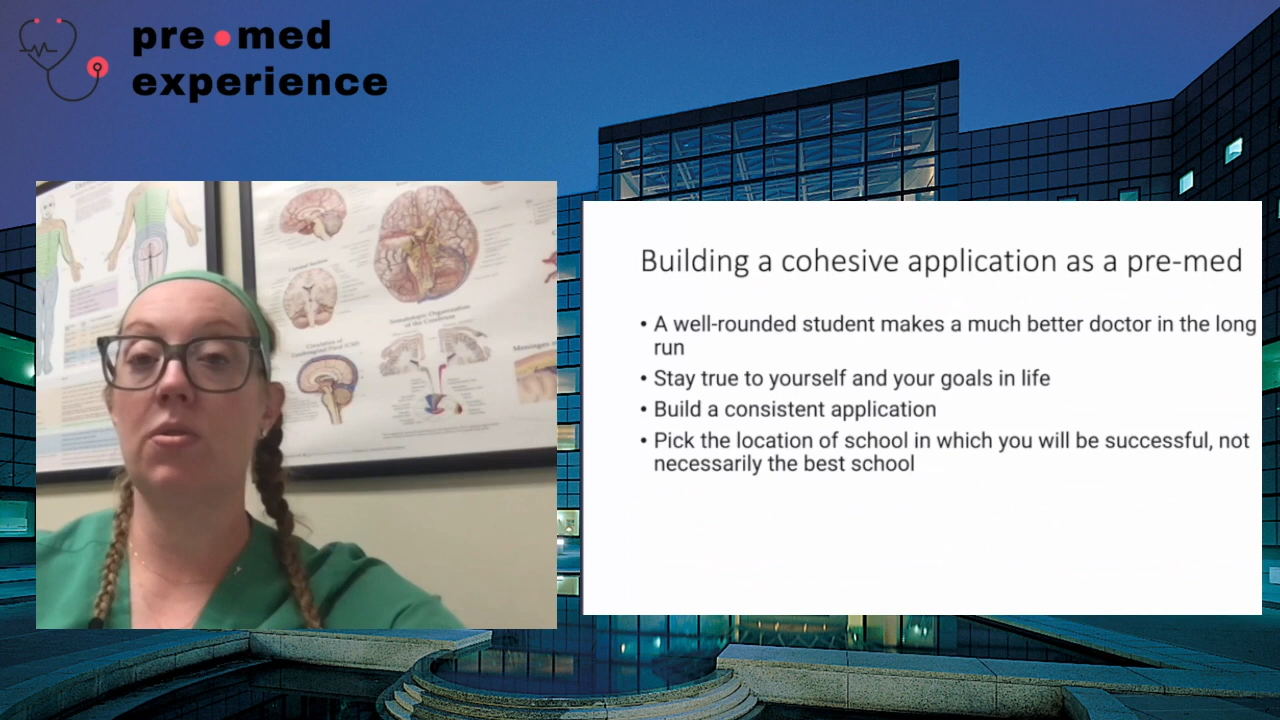 pre med
experience
Building a cohesive application as a pre-med
• A well-rounded student makes a much better doctor in the long
run
• Stay true to yourself and your goals in life
• Build a consistent application
• Pick the location of school in which you will be successful, not
necessarily the best school